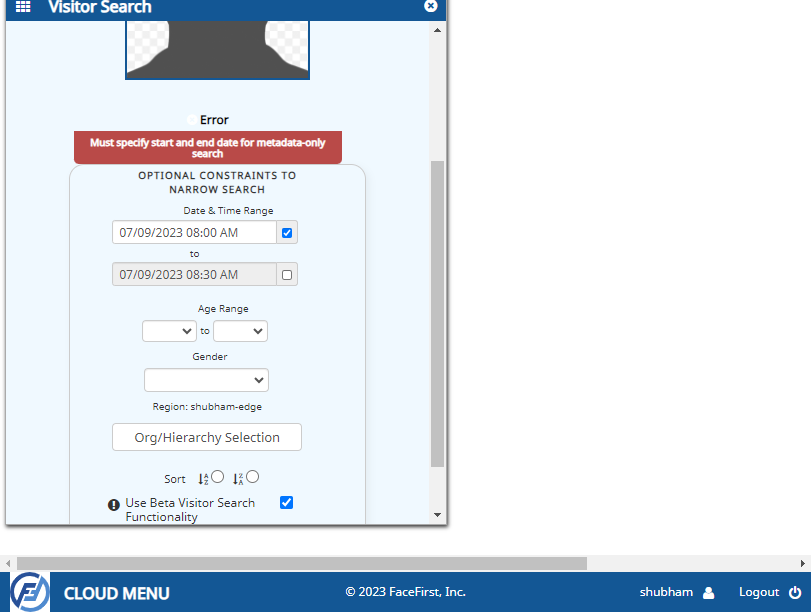 Visitor Search
Error
Must specify start and end date for metadata-only
search
OPTIONAL CONSTRAINTS TO
NARROW SEARCH
Date & Time Range
07/09/2023 08:00 AM
to
07/09/2023 08:30 AM
Age Range
to
Gender
Region: shubham-edge
Org/Hierarchy Selection
Sort
Use Beta Visitor Search
Functionality
CLOUD MENU
© 2023 FaceFirst, Inc.
shubham
Logout